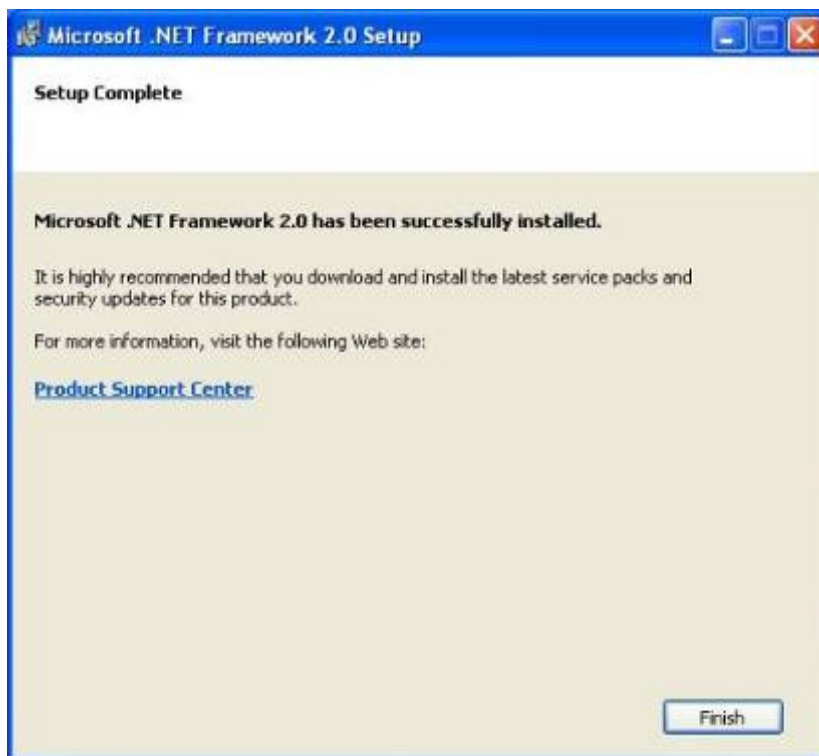 Microsoft .NET Framework 2.0 Setup
Setup Complete
Microsoft .NET Framework 2.0 has been successfully installed.
It is highly recommended that you download and install the latest service packs and
security updates for this product.
For more information, visit the following Web site:
Product Support Center
Finish